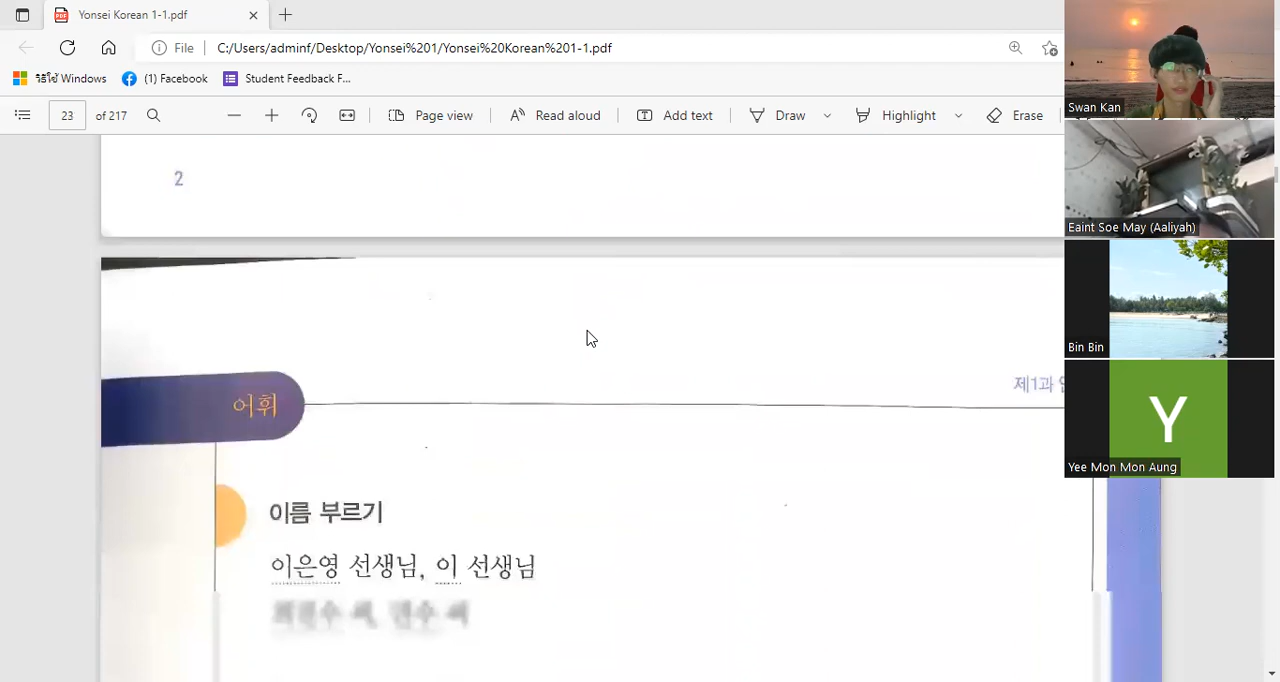 Yonsei Korean 1-1.pdf
File C:/Users/adminf/Desktop/Yonsei%201/Yonsei%20Korean%201-1.pdf
วิธีใช้ Windows (1) Facebook Student Feedback F...
23 of 217 Page view Read aloud Add text Draw Highlight Erase
Swan Kan
Eaint Soe May (Aaliyah)
Bin Bin
Y
Yee Mon Mon Aung
2
제1과
어휘
이름 부르기
이은영 선생님, 이 선생님